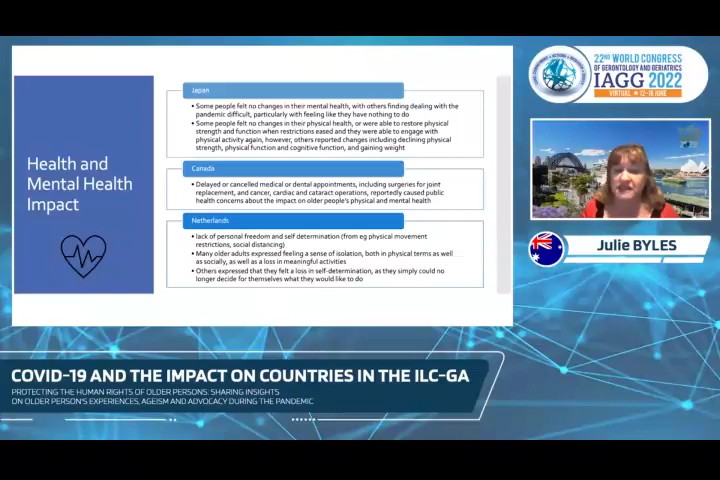 Health and
Mental Health
Impact
Japan
• Some people felt no changes in their mental health, with others finding dealing with the
pandemic difficult, particularly with feeling like they have nothing to do
• Some people felt no changes in their physical health, or were able to restore physical
strength and function when restrictions eased and they were able to engage with
physical activity again, however, others reported changes including declining physical
strength, physical function and cognitive function, and gaining weight
Canada
• Delayed or cancelled medical or dental appointments, including surgeries for joint
replacement, and cancer, cardiac and cataract operations, reportedly caused public
health concerns about the impact on older people's physical and mental health
Netherlands
• lack of personal freedom and self determination (from eg physical movement
restrictions, social distancing)
• Many older adults expressed feeling a sense of isolation, both in physical terms as well
as socially, as well as a loss in meaningful activities
• Others expressed that they felt a loss in self-determination, as they simply could no
longer decide for themselves what they would like to do
22ND WORLD CONGRESS
OF GERONTOLOGY AND GERIATRICS
IAGG 2022
VIRTUAL ★ 12-16 JUNE
Julie BYLES
COVID-19 AND THE IMPACT ON COUNTRIES IN THE ILC-GA
PROTECTING THE HUMAN RIGHTS OF OLDER PERSONS: SHARING INSIGHTS
ON OLDER PERSON'S EXPERIENCES, AGEISM AND ADVOCACY DURING THE PANDEMIC